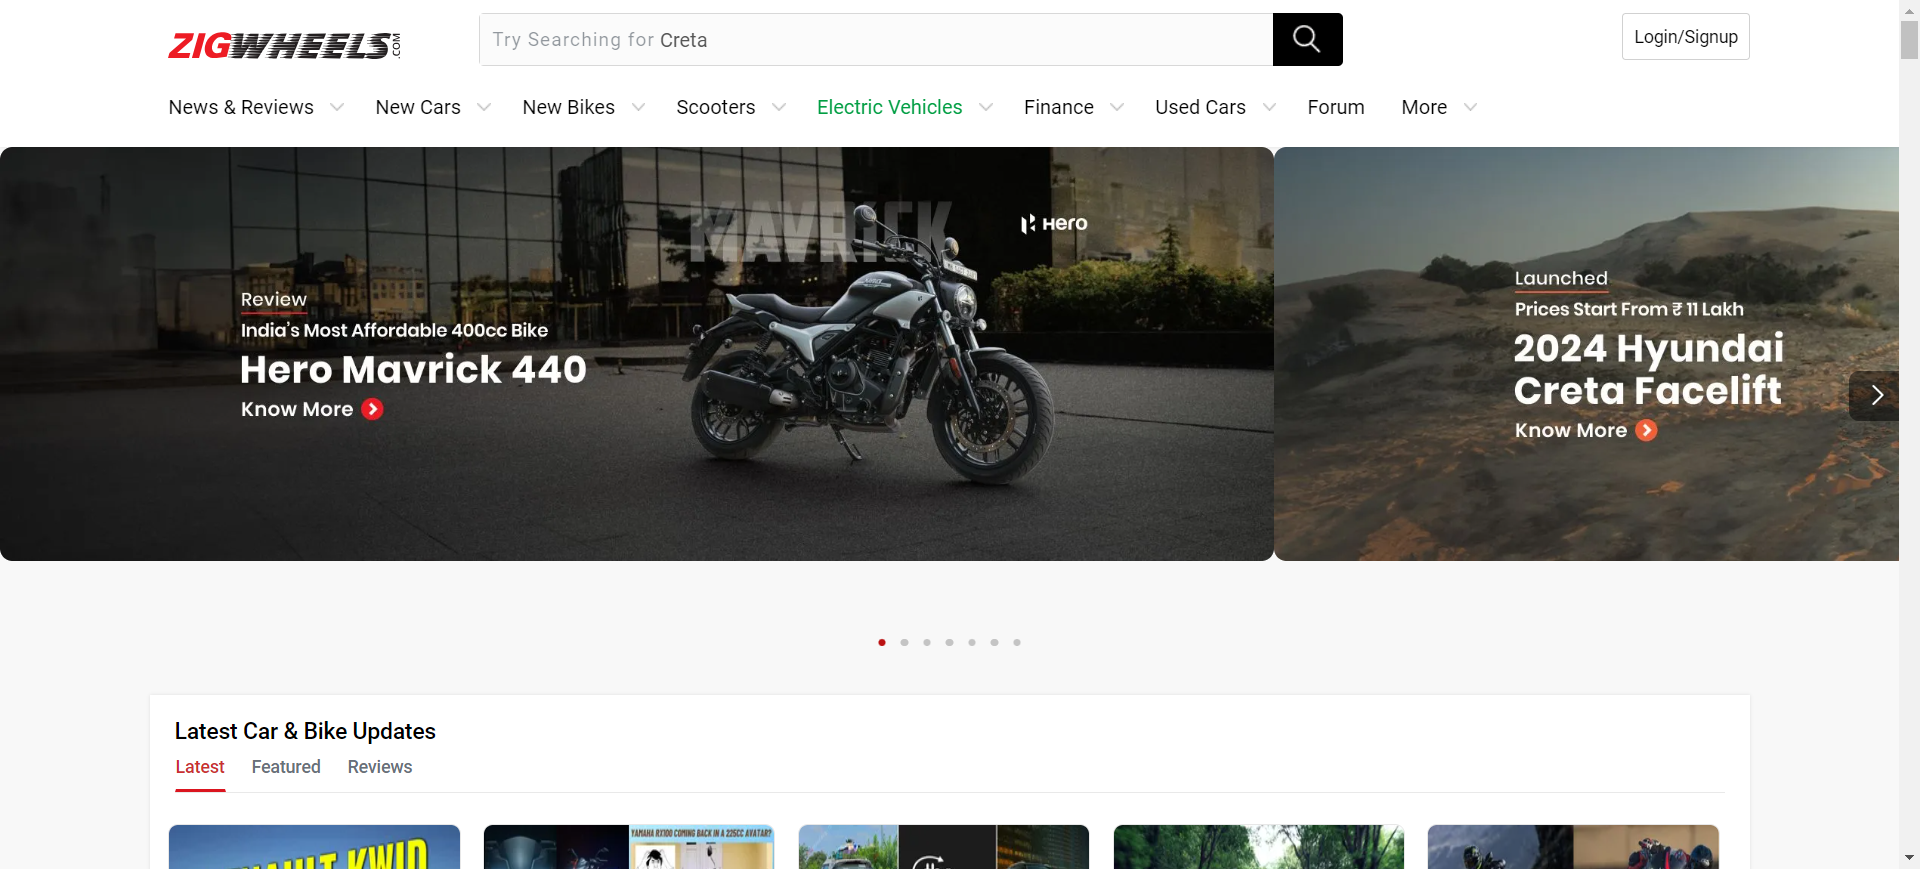 ZIGWHEELS.COM
Try Searching for Creta
Login/Signup
News & Reviews
New Cars
New Bikes
Scooters
Electric Vehicles
Finance
Used Cars
Forum
More
MAVRICK
Hero
Review
India's Most Affordable 400cc Bike
Hero Mavrick 440
Know More
Launched
Prices Start From ₹ 11 Lakh
2024 Hyundai
Creta Facelift
Know More
Latest Car & Bike Updates
Latest
Featured
Reviews
YAMAHA RX100 COMING BACK IN A 225CC AVATAR?